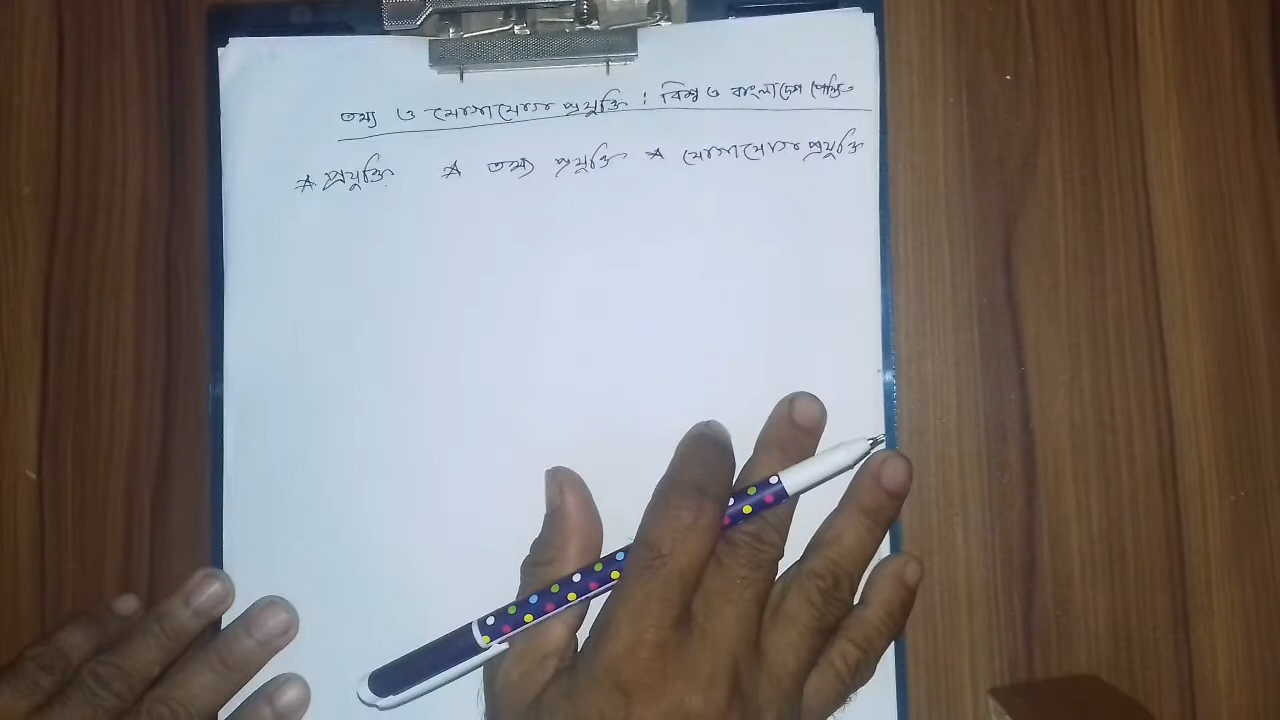 তথ্য ও যোগাযোগ প্রযুক্তি : বিশ্ব ও বাংলাদেশ প্রেক্ষিত
* প্রযুক্তি * তথ্য প্রযুক্তি * যোগাযোগ প্রযুক্তি